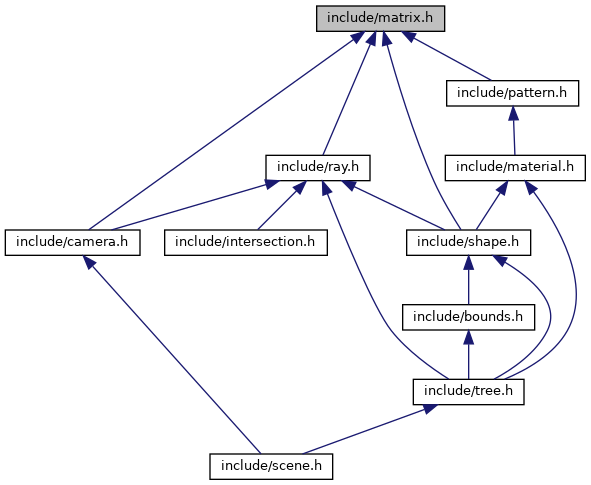 include/matrix.h
include/pattern.h
include/ray.h
include/material.h
include/camera.h
include/intersection.h
include/shape.h
include/bounds.h
include/tree.h
include/scene.h